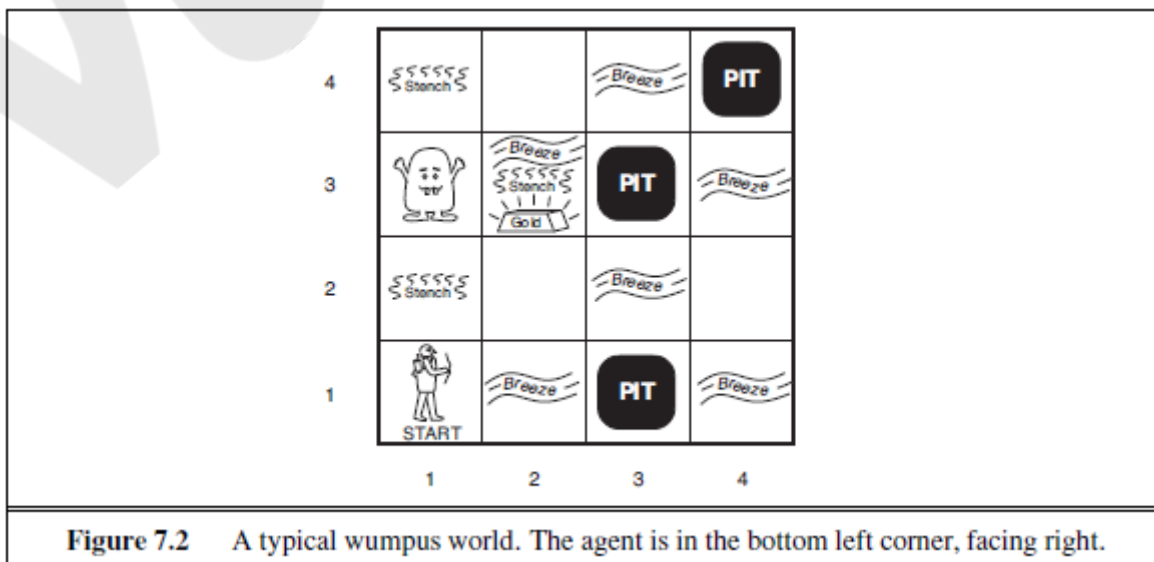 4 Stench Breeze PIT
Breeze
3 Stench PIT Breeze
Gold
2 Stench Breeze
1 Breeze PIT Breeze
START
1 2 3 4
Figure 7.2 A typical wumpus world. The agent is in the bottom left corner, facing right.